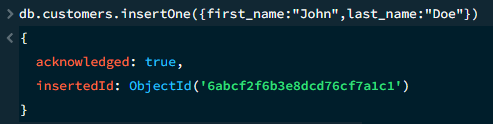 > db.customers.insertOne({first_name:"John",last_name:"Doe"})
< {
acknowledged: true,
insertedId: ObjectId('6abcf2f6b3e8dcd76cf7a1c1')
}